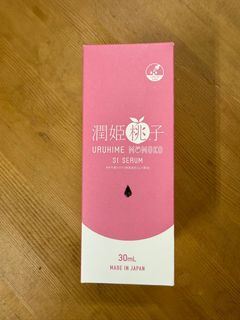 潤姫桃子
URUHIME MOMOKO
SI SERUM
30mL
MADE IN JAPAN